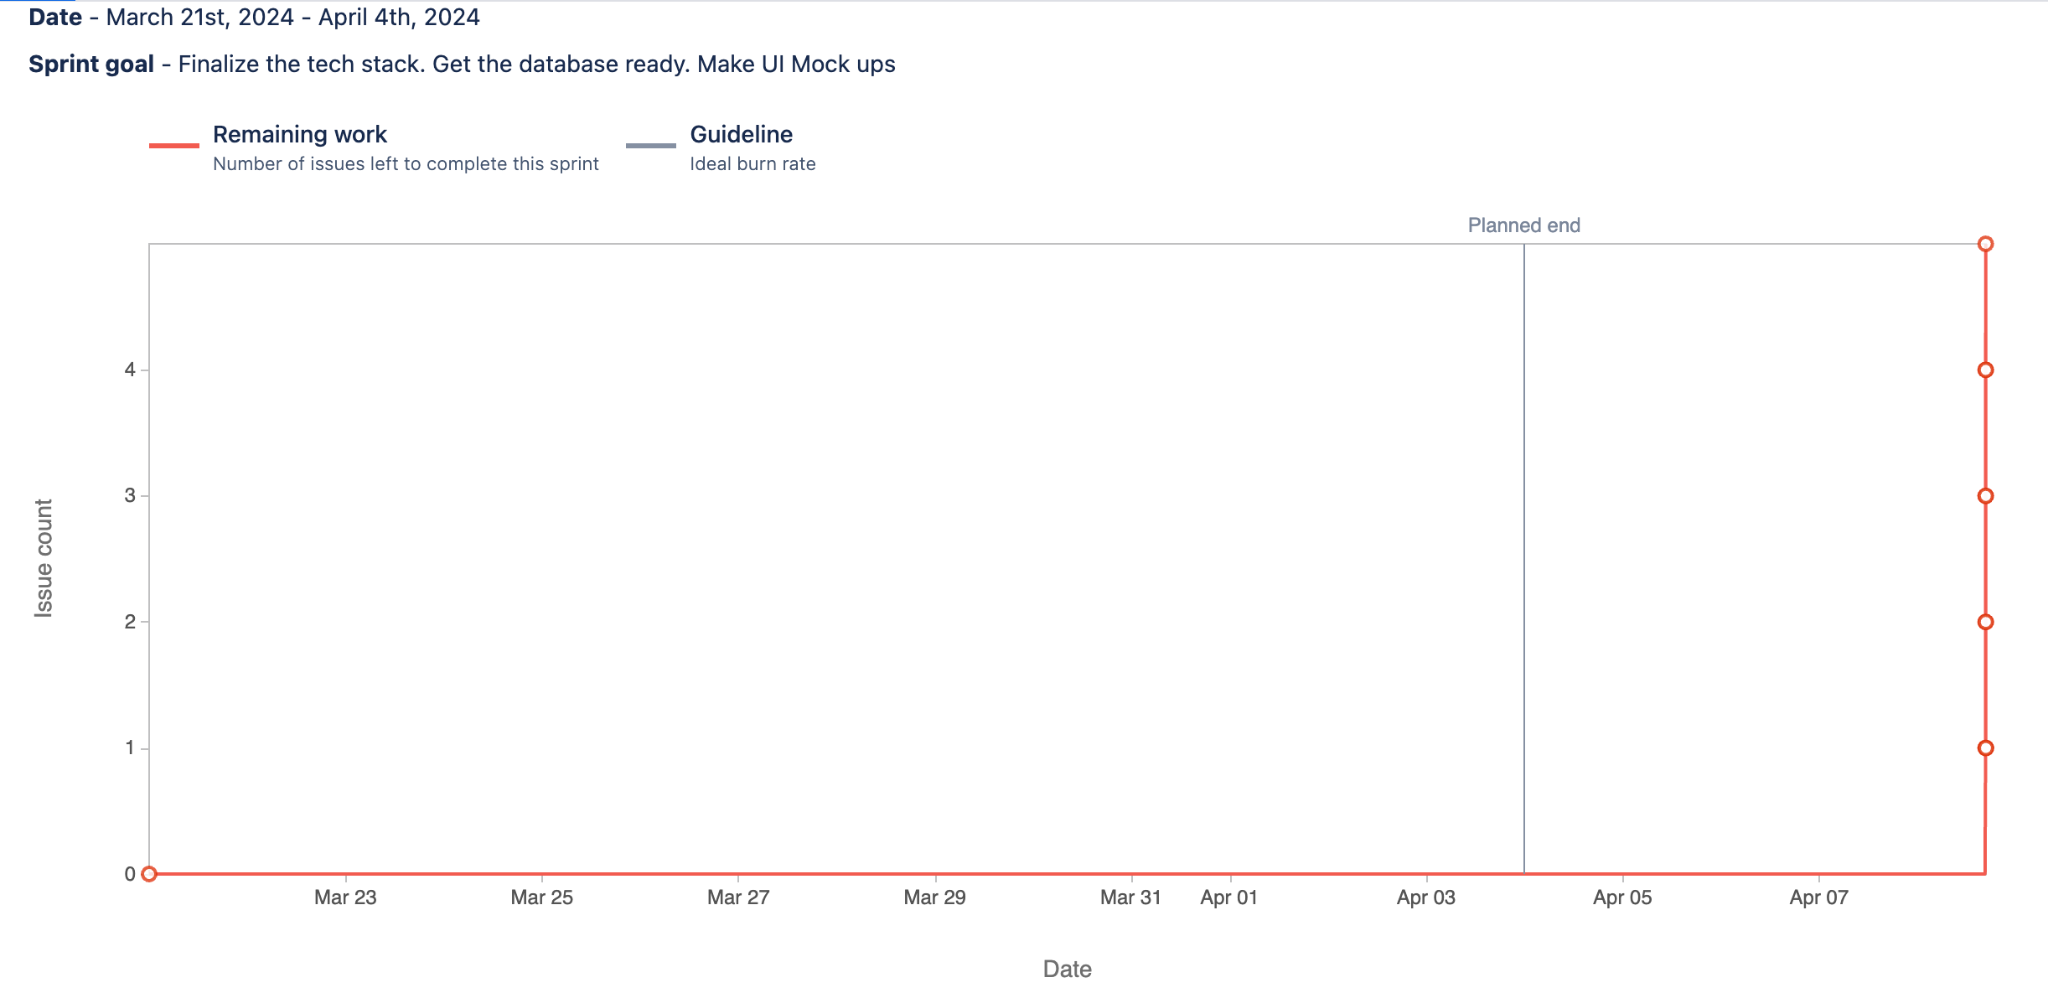 Date - March 21st, 2024 - April 4th, 2024
Sprint goal - Finalize the tech stack. Get the database ready. Make UI Mock ups
Remaining work
Number of issues left to complete this sprint
Guideline
Ideal burn rate
Planned end
4
3
2
1
0
Issue count
Mar 23 Mar 25 Mar 27 Mar 29 Mar 31 Apr 01 Apr 03 Apr 05 Apr 07
Date